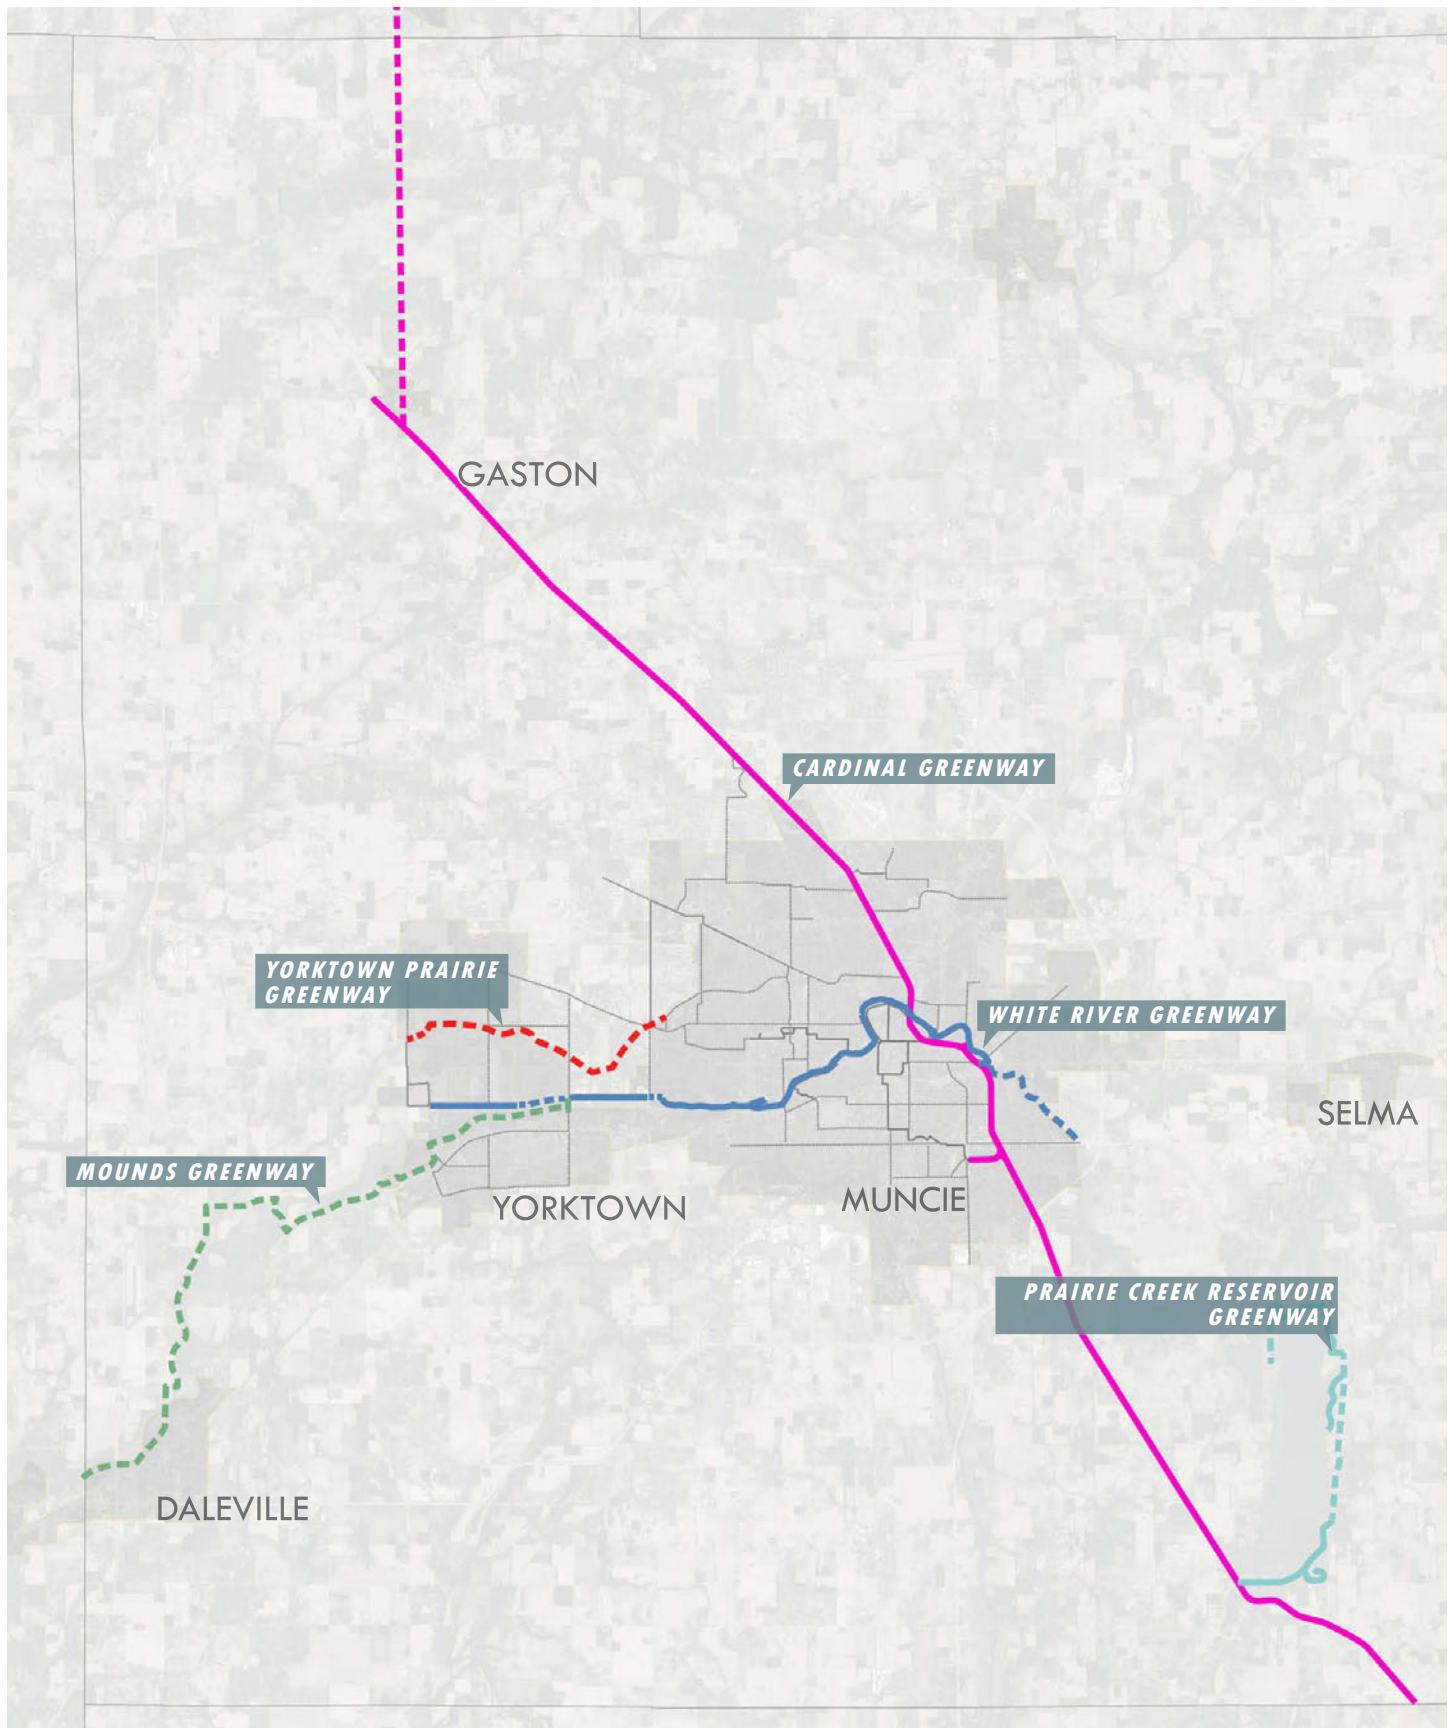 GASTON
CARDINAL GREENWAY
YORKTOWN PRAIRIE
GREENWAY
WHITE RIVER GREENWAY
SELMA
MOUNDS GREENWAY
YORKTOWN
MUNCIE
PRAIRIE CREEK RESERVOIR
GREENWAY
DALEVILLE